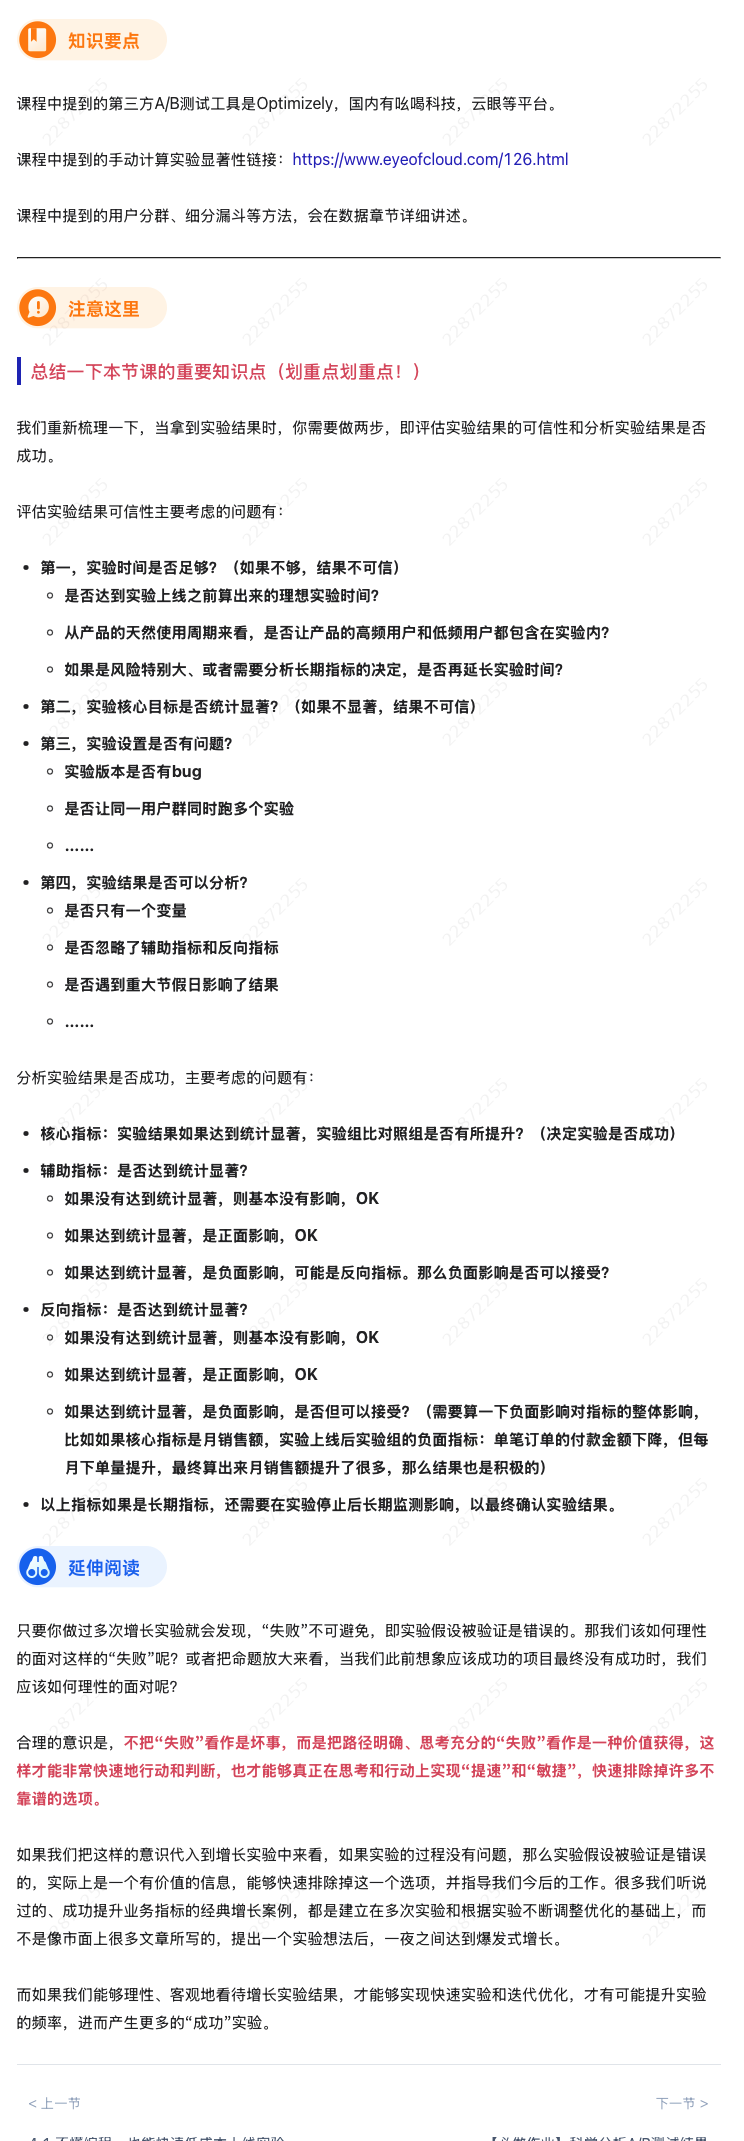 知识要点
课程中提到的第三方A/B测试工具是Optimizely，国内有吆喝科技，云眼等平台。
课程中提到的手动计算实验显著性链接：https://www.eyeofcloud.com/126.html
课程中提到的用户分群、细分漏斗等方法，会在数据章节详细讲述。
注意这里
总结一下本节课的重要知识点（划重点划重点！）
我们重新梳理一下，当拿到实验结果时，你需要做两步，即评估实验结果的可信性和分析实验结果是否
成功。
评估实验结果可信性主要考虑的问题有：
• 第一，实验时间是否足够？（如果不够，结果不可信）
◦ 是否达到实验上线之前算出来的理想实验时间？
◦ 从产品的天然使用周期来看，是否让产品的高频用户和低频用户都包含在实验内？
◦ 如果是风险特别大、或者需要分析长期指标的决定，是否再延长实验时间？
• 第二，实验核心目标是否统计显著？（如果不显著，结果不可信）
• 第三，实验设置是否有问题？
◦ 实验版本是否有bug
◦ 是否让同一用户群同时跑多个实验
◦ ……
• 第四，实验结果是否可以分析？
◦ 是否只有一个变量
◦ 是否忽略了辅助指标和反向指标
◦ 是否遇到重大节假日影响了结果
◦ ……
分析实验结果是否成功，主要考虑的问题有：
• 核心指标：实验结果如果达到统计显著，实验组比对照组是否有所提升？（决定实验是否成功）
• 辅助指标：是否达到统计显著？
◦ 如果没有达到统计显著，则基本没有影响，OK
◦ 如果达到统计显著，是正面影响，OK
◦ 如果达到统计显著，是负面影响，可能是反向指标。那么负面影响是否可以接受？
• 反向指标：是否达到统计显著？
◦ 如果没有达到统计显著，则基本没有影响，OK
◦ 如果达到统计显著，是正面影响，OK
◦ 如果达到统计显著，是负面影响，是否但可以接受？（需要算一下负面影响对指标的整体影响，
比如如果核心指标是月销售额，实验上线后实验组的负面指标：单笔订单的付款金额下降，但每
月下单量提升，最终算出来月销售额提升了很多，那么结果也是积极的）
• 以上指标如果是长期指标，还需要在实验停止后长期监测影响，以最终确认实验结果。
延伸阅读
只要你做过多次增长实验就会发现，“失败”不可避免，即实验假设被验证是错误的。那我们该如何理性
的面对这样的“失败”呢？或者把命题放大来看，当我们此前想象应该成功的项目最终没有成功时，我们
应该如何理性的面对呢？
合理的意识是，不把“失败”看作是坏事，而是把路径明确、思考充分的“失败”看作是一种价值获得，这
样才能非常快速地行动和判断，也才能够真正在思考和行动上实现“提速”和“敏捷”，快速排除掉许多不
靠谱的选项。
如果我们把这样的意识代入到增长实验中来看，如果实验的过程没有问题，那么实验假设被验证是错误
的，实际上是一个有价值的信息，能够快速排除掉这一个选项，并指导我们今后的工作。很多我们听说
过的、成功提升业务指标的经典增长案例，都是建立在多次实验和根据实验不断调整优化的基础上，而
不是像市面上很多文章所写的，提出一个实验想法后，一夜之间达到爆发式增长。
而如果我们能够理性、客观地看待增长实验结果，才能够实现快速实验和迭代优化，才有可能提升实验
的频率，进而产生更多的“成功”实验。
< 上一节
下一节 >
22872255